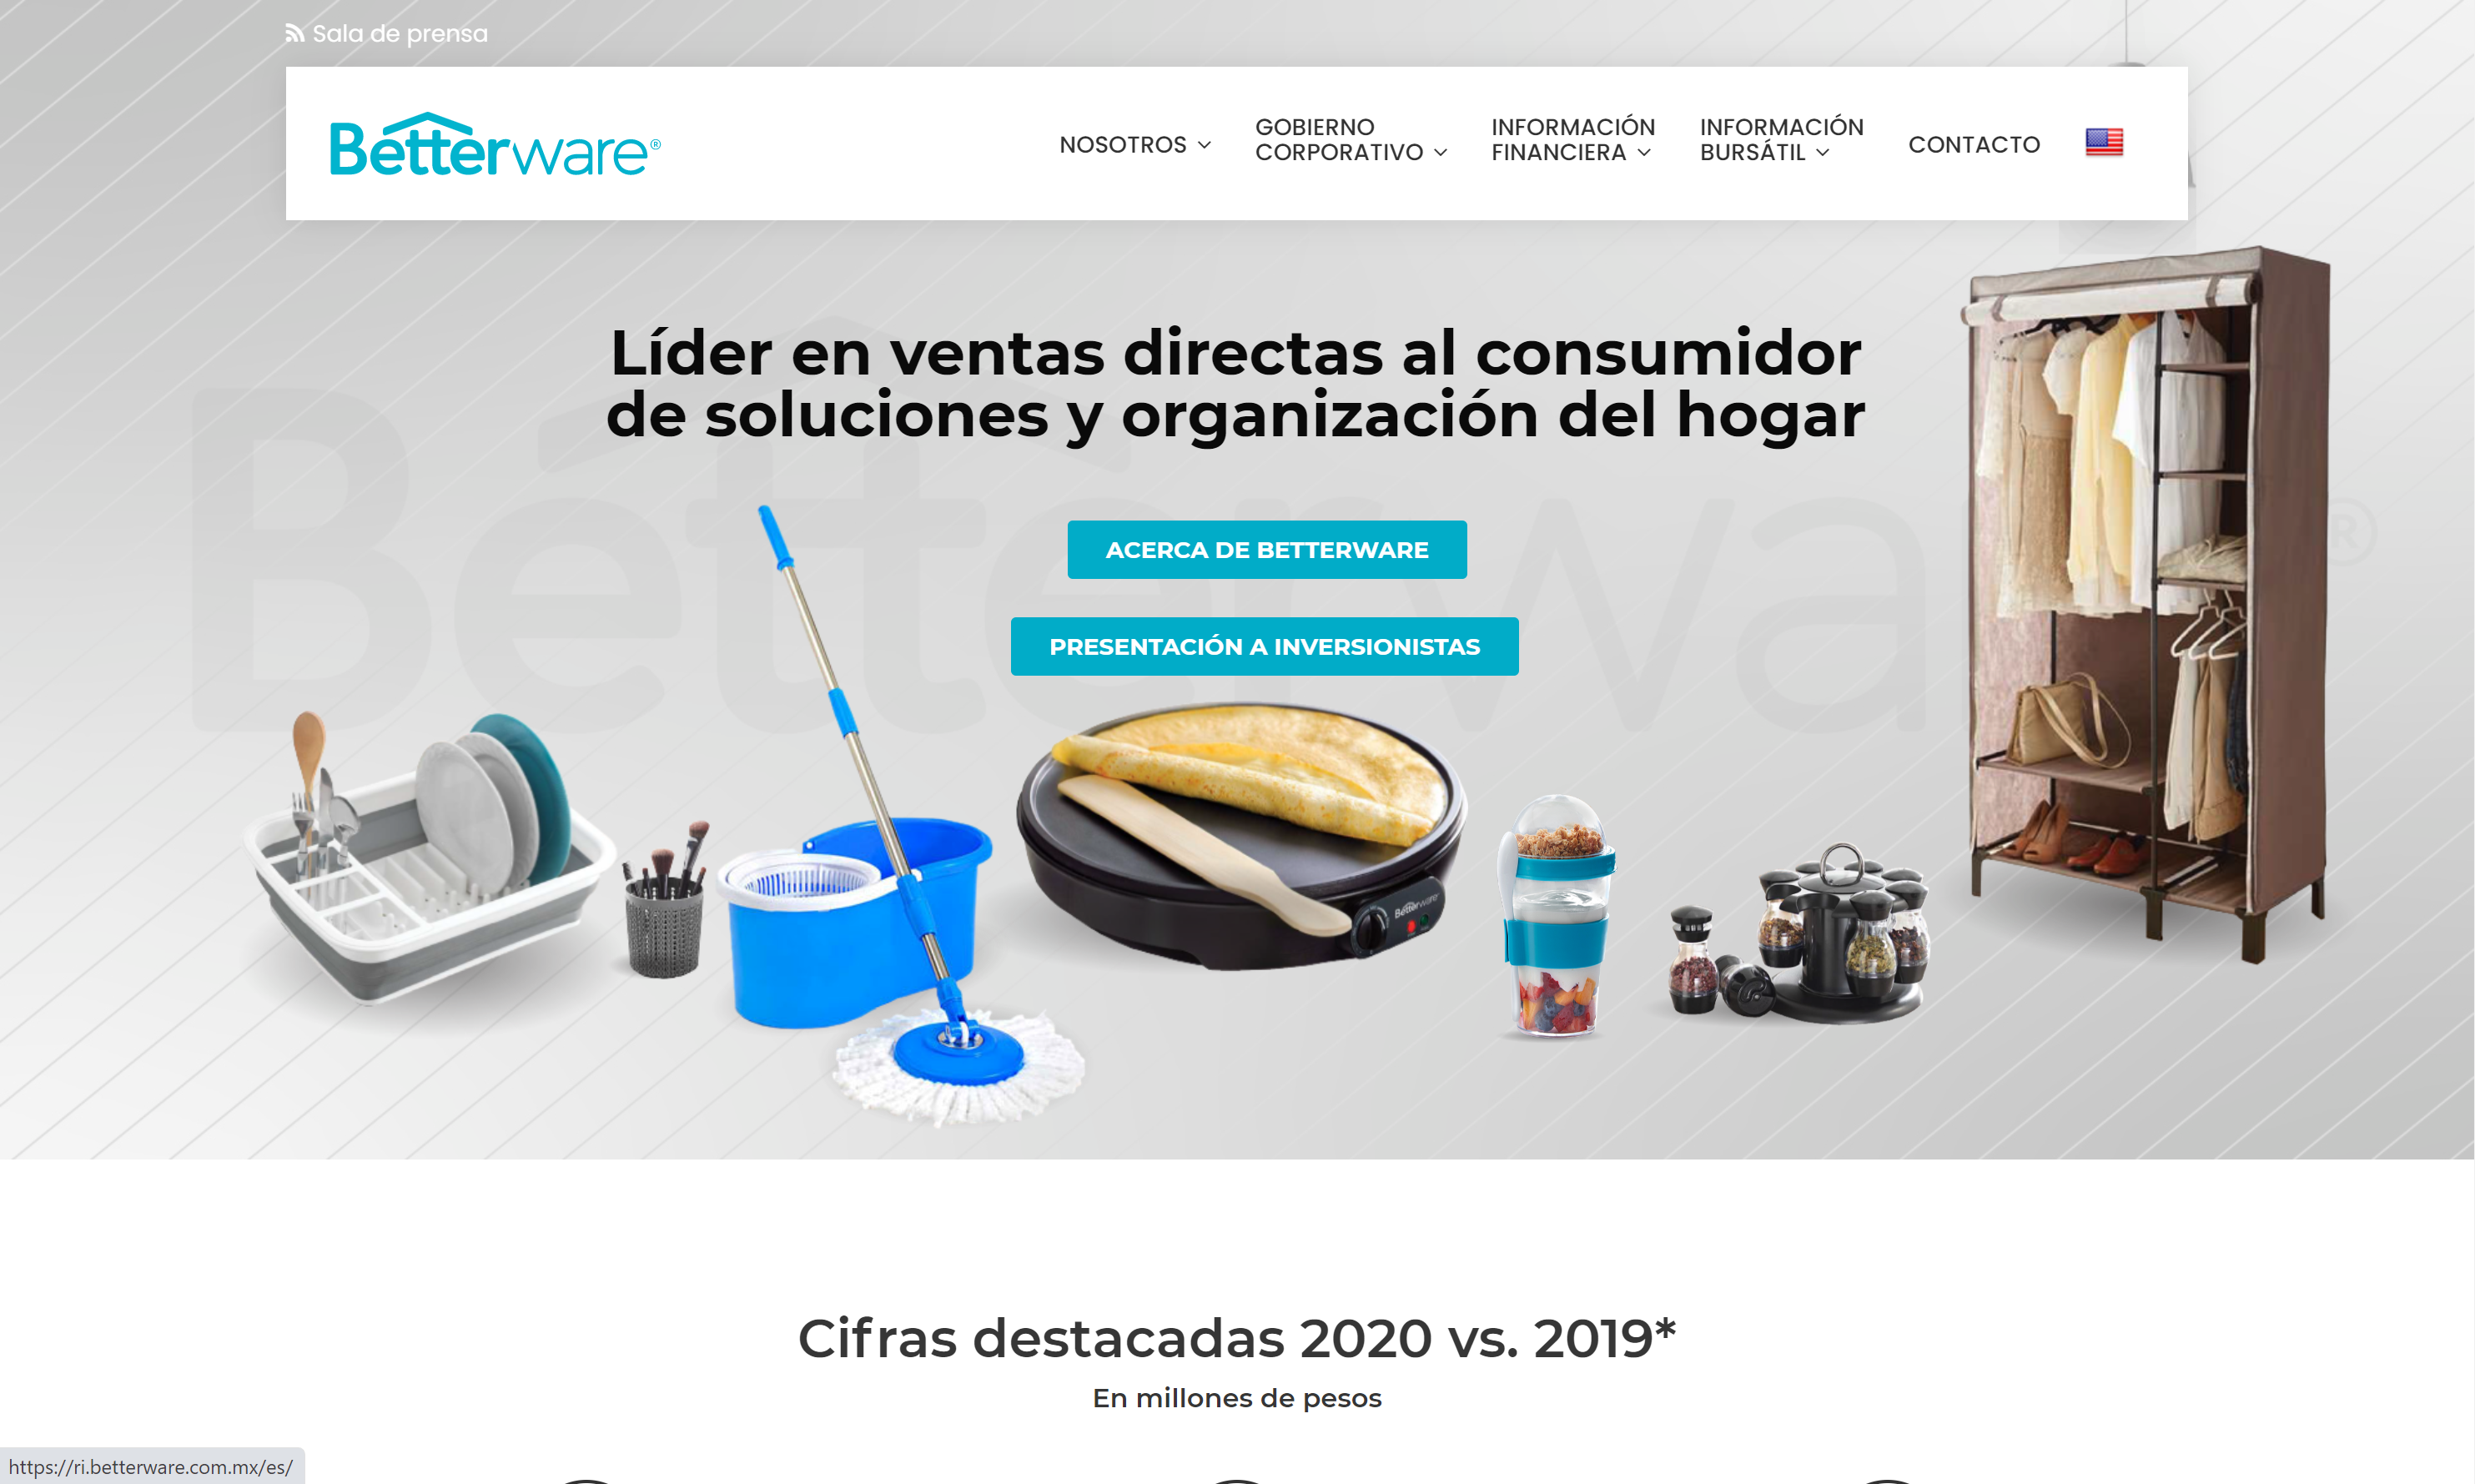 Sala de prensa
Betterware®
NOSOTROS
GOBIERNO
CORPORATIVO
INFORMACIÓN
FINANCIERA
INFORMACIÓN
BURSÁTIL
CONTACTO
Líder en ventas directas al consumidor
de soluciones y organización del hogar
ACERCA DE BETTERWARE
PRESENTACIÓN A INVERSIONISTAS
Betterwa ®
Betterware
Cifras destacadas 2020 vs. 2019*
En millones de pesos
https://ri.betterware.com.mx/es/